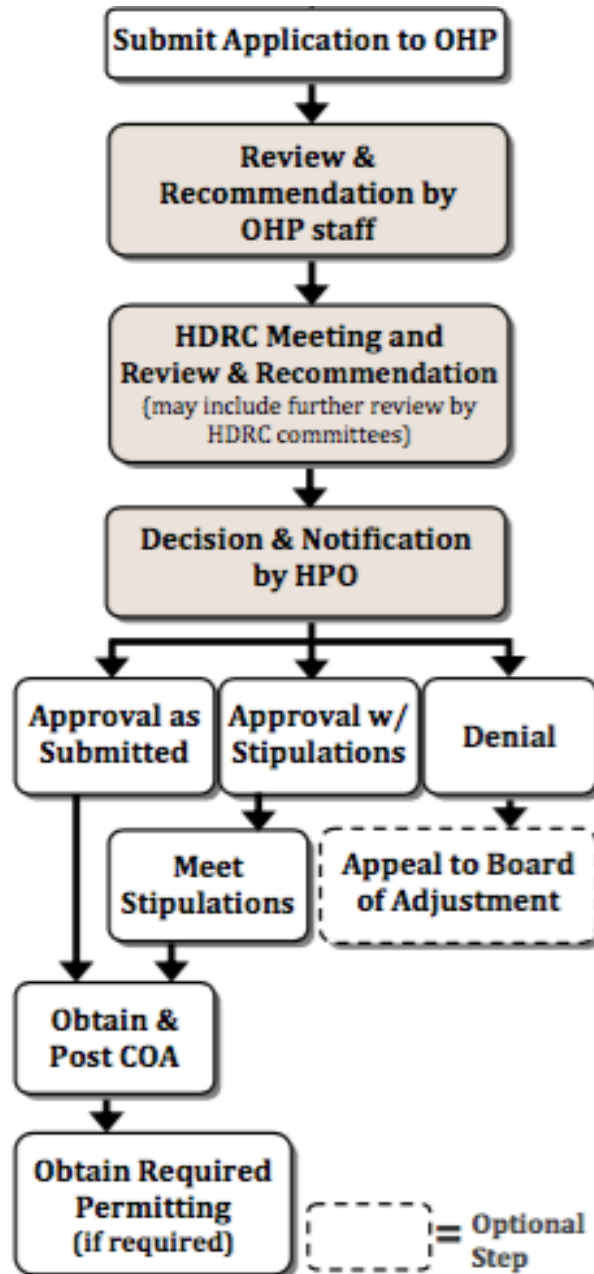 Submit Application to OHP
Review &
Recommendation by
OHP staff
HDRC Meeting and
Review & Recommendation
(may include further review by
HDRC committees)
Decision & Notification
by HPO
Approval as
Submitted
Approval w/
Stipulations
Denial
Meet
Stipulations
Appeal to Board
of Adjustment
Obtain &
Post COA
Obtain Required
Permitting
(if required)
= Optional
Step